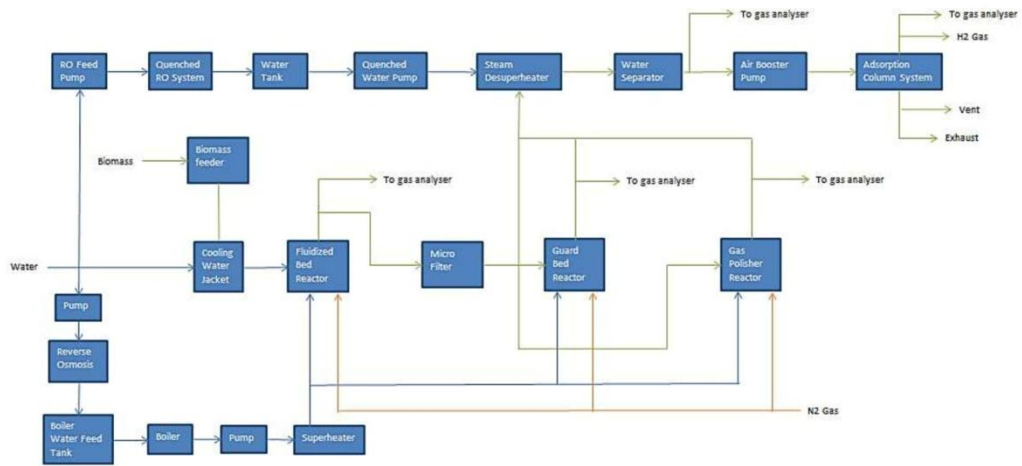 To gas analyser
To gas analyser
H2 Gas
RO Feed
Pump
Quenched
RO System
Water
Tank
Quenched
Water Pump
Steam
Desuperheater
Water
Separator
Air Booster
Pump
Adsorption
Column System
Vent
Exhaust
Biomass
Biomass
feeder
To gas analyser
To gas analyser
To gas analyser
Water
Cooling
Water
Jacket
Fluidized
Bed
Reactor
Micro
Filter
Guard
Bed
Reactor
Gas
Polisher
Reactor
Pump
Reverse
Osmosis
N2 Gas
Boiler
Water Feed
Tank
Boiler
Pump
Superheater